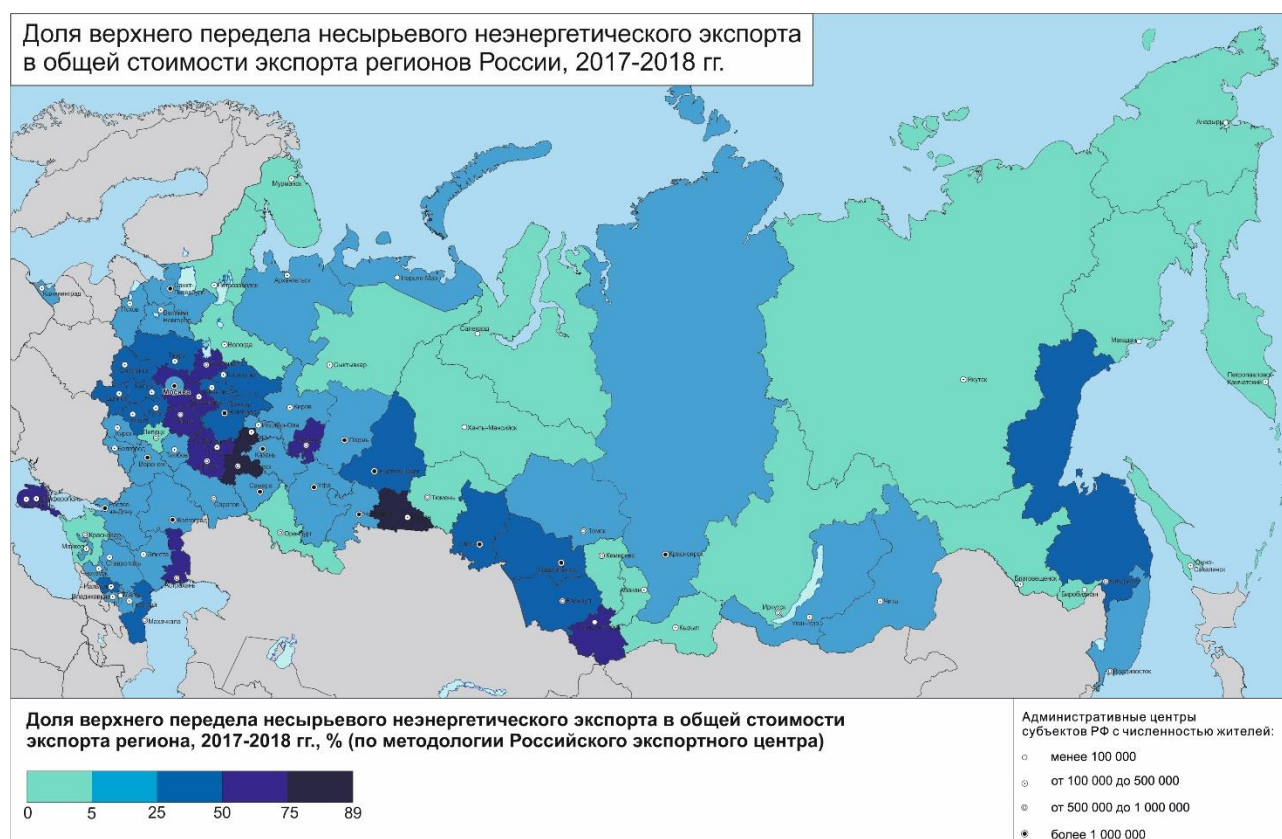 Доля верхнего передела несырьевого неэнергетического экспорта
в общей стоимости экспорта регионов России, 2017-2018 гг.
Анадырь
Мурманск
Архангельск
Нарьян-Мар
Калининград
Санкт-
Петербург
Петрозаводск
Псков
Великий
Новгород
Салехард
Вологда
Магадан
Сыктывкар
Якутск
Петропавловск-
Камчатский
Москва
Киров
Ханты-Мансийск
Пермь
Липецк
Казань
Воронеж
Самара
Уфа
Тюмень
Саратов
Томск
Оренбург
Красноярск
Волгоград
Кемерово
Южно-
Сахалинск
Краснодар
Майкоп
Элиста
Благовещенск
Биробиджан
Ставрополь
Барнаул
Абакан
Иркутск
Чита
Астрахань
Кызыл
Улан-Удэ
Владикавказ
Махачкала
Владивосток
Доля верхнего передела несырьевого неэнергетического экспорта в общей стоимости
экспорта региона, 2017-2018 гг., % (по методологии Российского экспортного центра)
0 5 25 50 75 89
Административные центры
субъектов РФ с численностью жителей:
менее 100 000
от 100 000 до 500 000
от 500 000 до 1 000 000
более 1 000 000